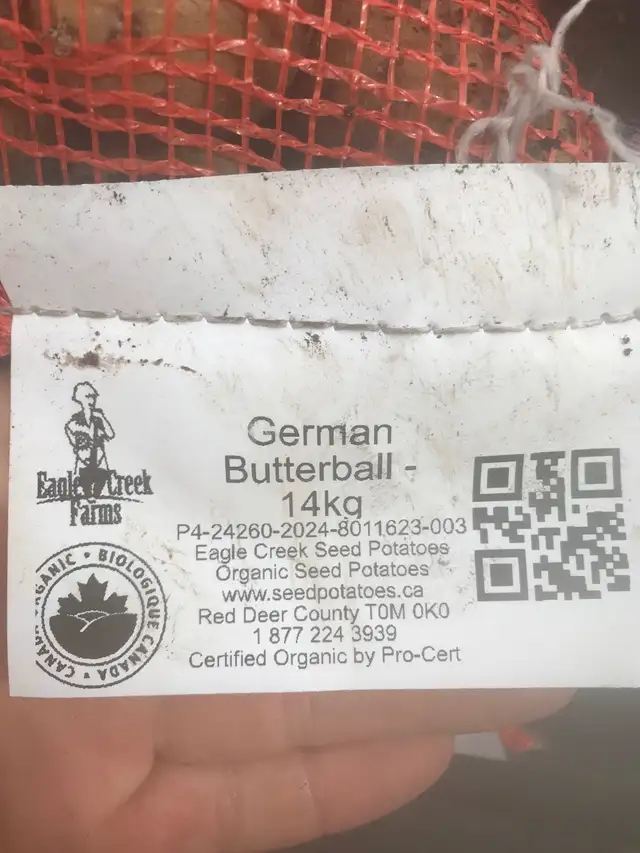 Eagle Creek
Farms
CANADA ORGANIC • BIOLOGIQUE CANADA •
German
Butterball -
14kg
P4-24260-2024-8011623-003
Eagle Creek Seed Potatoes
Organic Seed Potatoes
www.seedpotatoes.ca
Red Deer County T0M 0K0
1 877 224 3939
Certified Organic by Pro-Cert